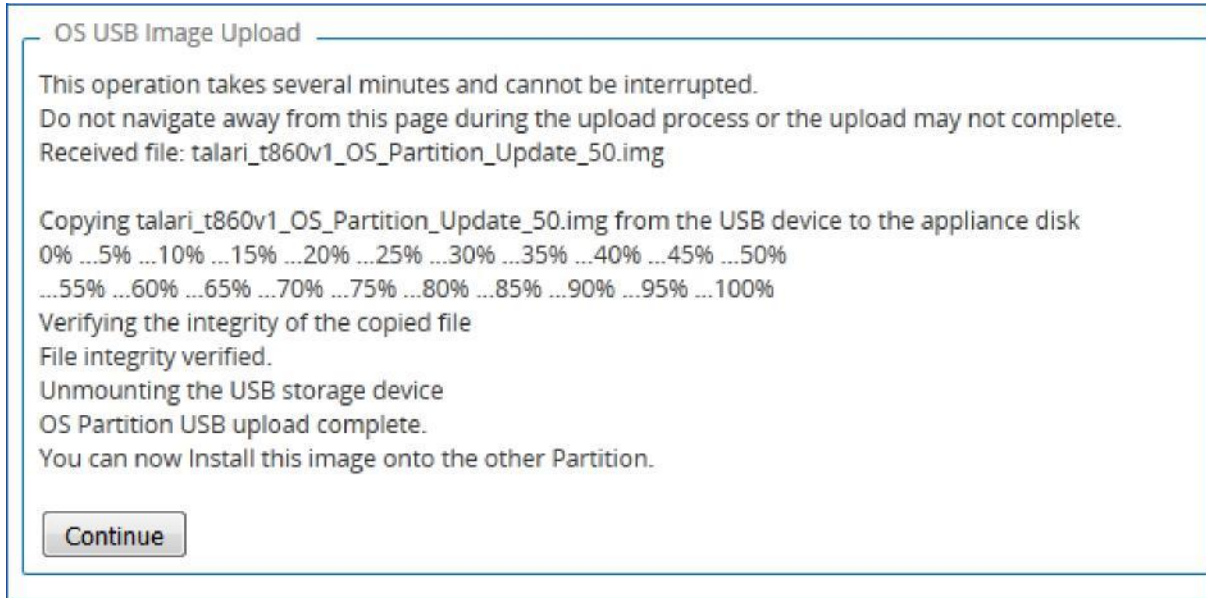 OS USB Image Upload
This operation takes several minutes and cannot be interrupted.
Do not navigate away from this page during the upload process or the upload may not complete.
Received file: talari_t860v1_OS_Partition_Update_50.img
Copying talari_t860v1_OS_Partition_Update_50.img from the USB device to the appliance disk
0% ...5% ...10% ...15% ...20% ...25% ...30% ...35% ...40% ...45% ...50%
...55% ...60% ...65% ...70% ...75% ...80% ...85% ...90% ...95% ...100%
Verifying the integrity of the copied file
File integrity verified.
Unmounting the USB storage device
OS Partition USB upload complete.
You can now Install this image onto the other Partition.
Continue